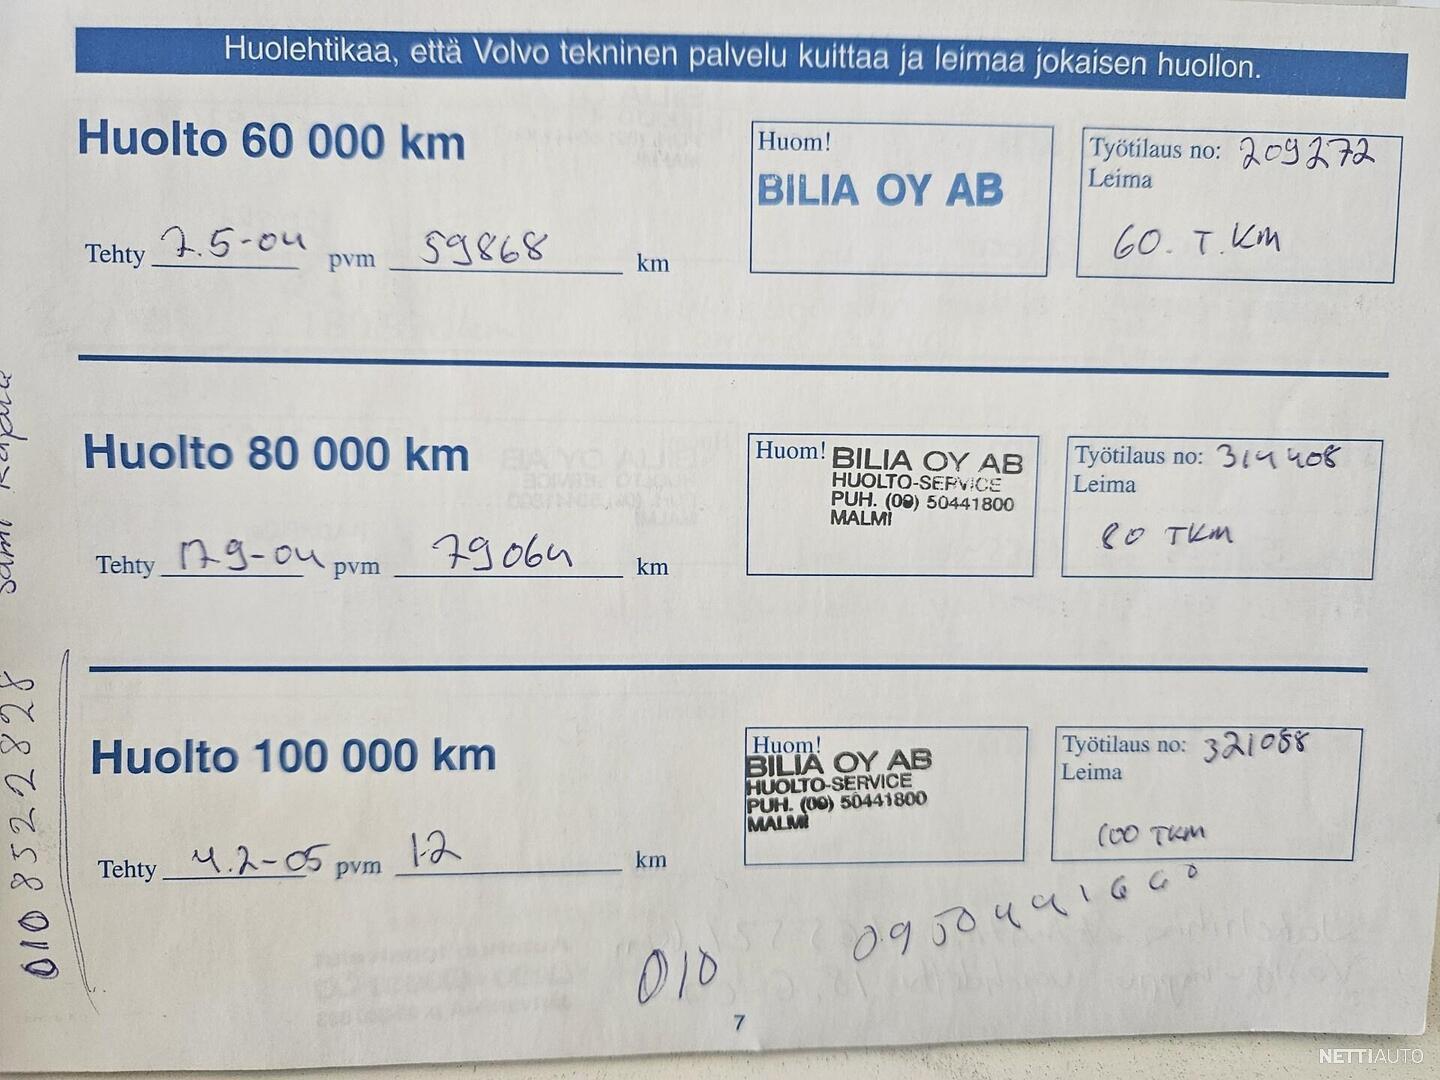 Huolehtikaa, että Volvo tekninen palvelu kuittaa ja leimaa jokaisen huollon.
Huolto 60 000 km
Tehty 7.5-04 pvm 59868 km
Huom!
BILIA OY AB
Työtilaus no: 209272
Leima
60. T. KM
Huolto 80 000 km
Tehty 17.9-04 pvm 79064 km
Huom!
BILIA OY AB
HUOLTO-SERVICE
PUH. (09) 50441800
MALMI
Työtilaus no: 314408
Leima
80 TKM
Huolto 100 000 km
Tehty 4.2-05 pvm 12 km
Huom!
BILIA OY AB
HUOLTO-SERVICE
PUH. (09) 50441800
MALMI
Työtilaus no: 321088
Leima
100 TKM
0950441660
010
010 8522828
Sami
7
NETTIAUTO